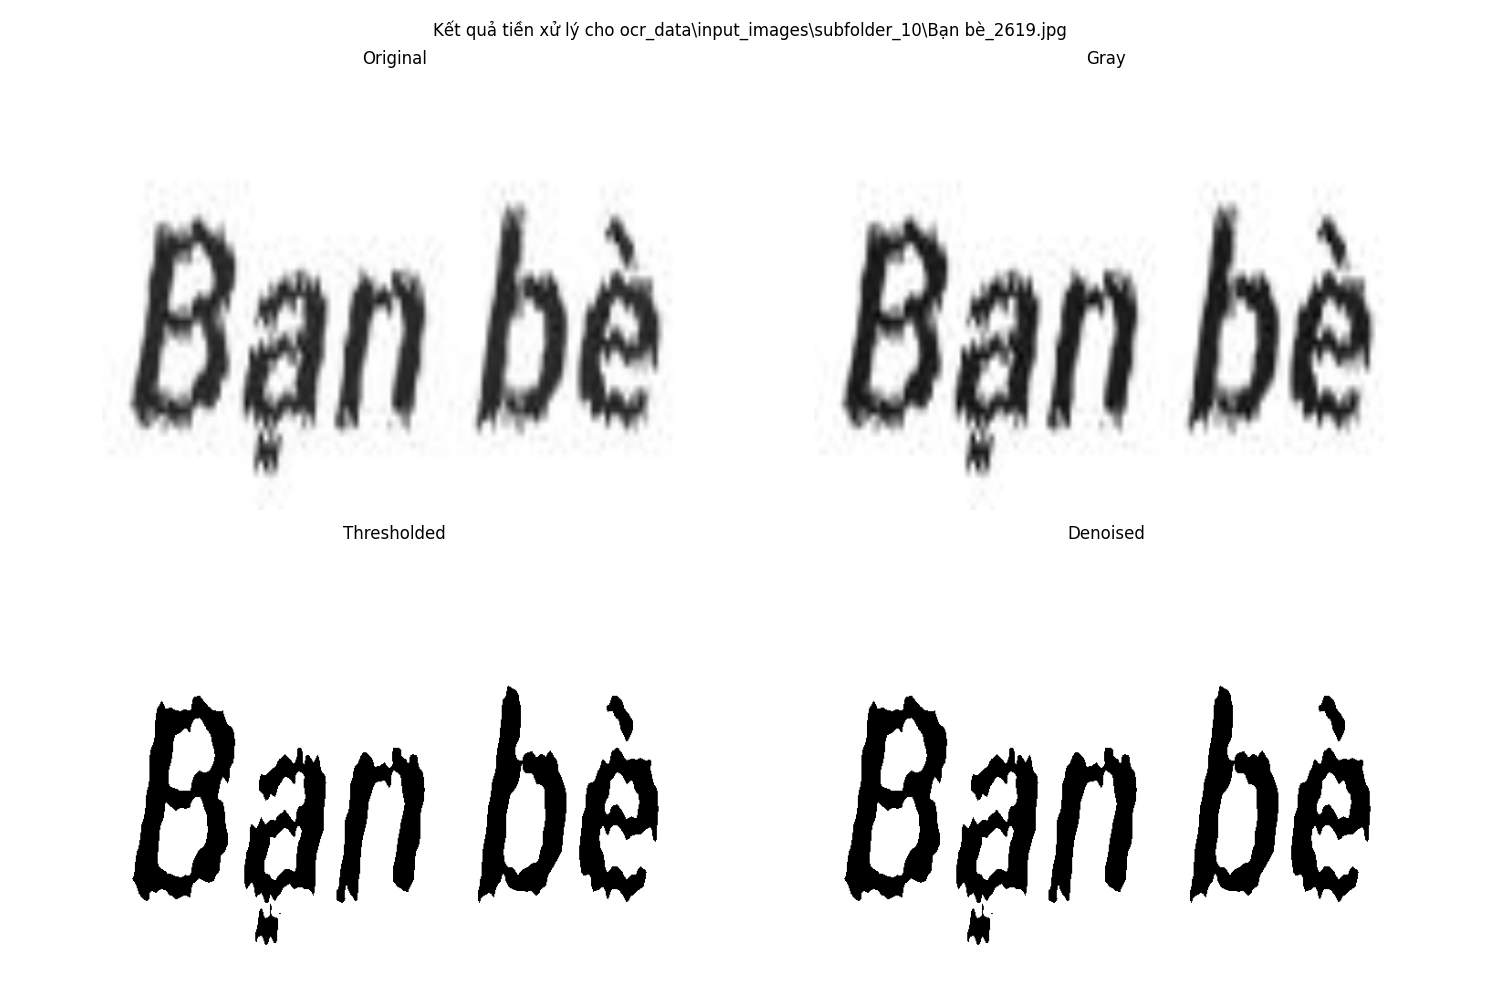 Kết quả tiền xử lý cho ocr_data\input_images\subfolder_10\Bạn bè_2619.jpg
Original
Gray
Bạn bè
Bạn bè
Thresholded
Denoised
Bạn bè
Bạn bè